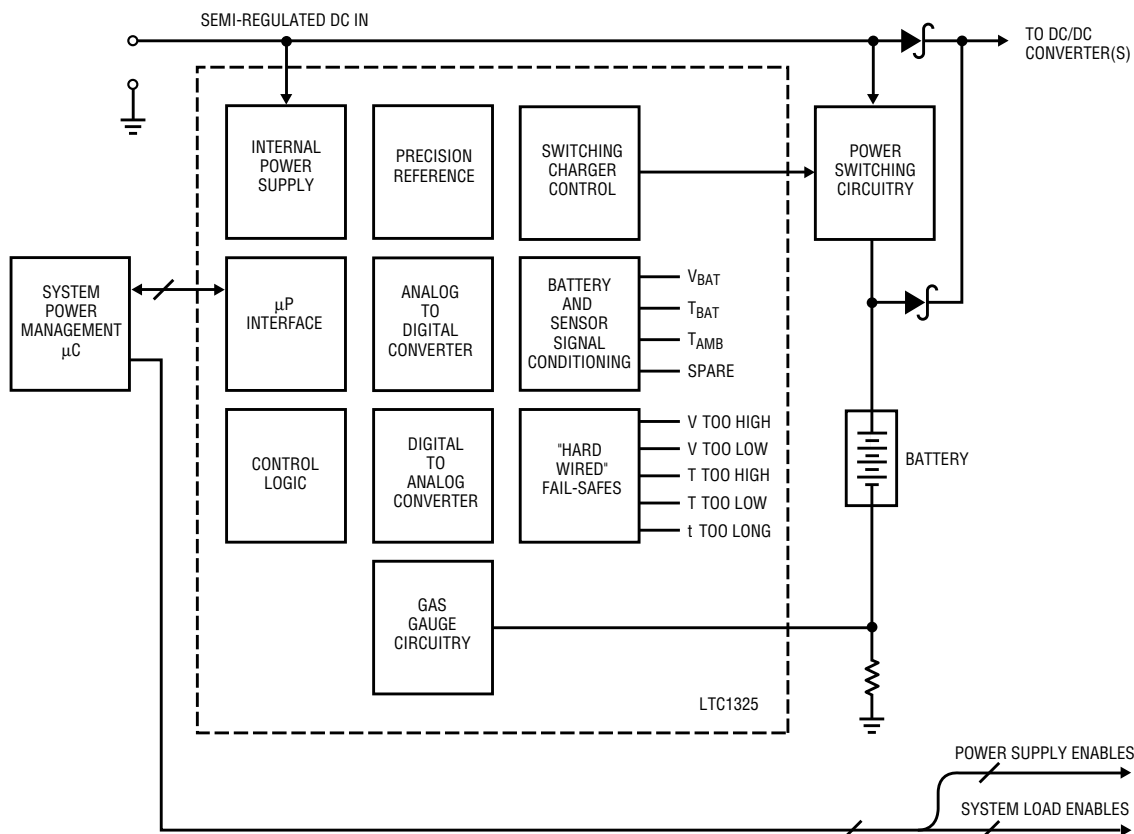 SEMI-REGULATED DC IN
TO DC/DC
CONVERTER(S)
INTERNAL
POWER
SUPPLY
PRECISION
REFERENCE
SWITCHING
CHARGER
CONTROL
POWER
SWITCHING
CIRCUITRY
SYSTEM
POWER
MANAGEMENT
µC
µP
INTERFACE
ANALOG
TO
DIGITAL
CONVERTER
BATTERY
AND
SENSOR
SIGNAL
CONDITIONING
VBAT
TBAT
TAMB
SPARE
CONTROL
LOGIC
DIGITAL
TO
ANALOG
CONVERTER
"HARD
WIRED"
FAIL-SAFES
V TOO HIGH
V TOO LOW
T TOO HIGH
T TOO LOW
t TOO LONG
BATTERY
GAS
GAUGE
CIRCUITRY
LTC1325
POWER SUPPLY ENABLES
SYSTEM LOAD ENABLES